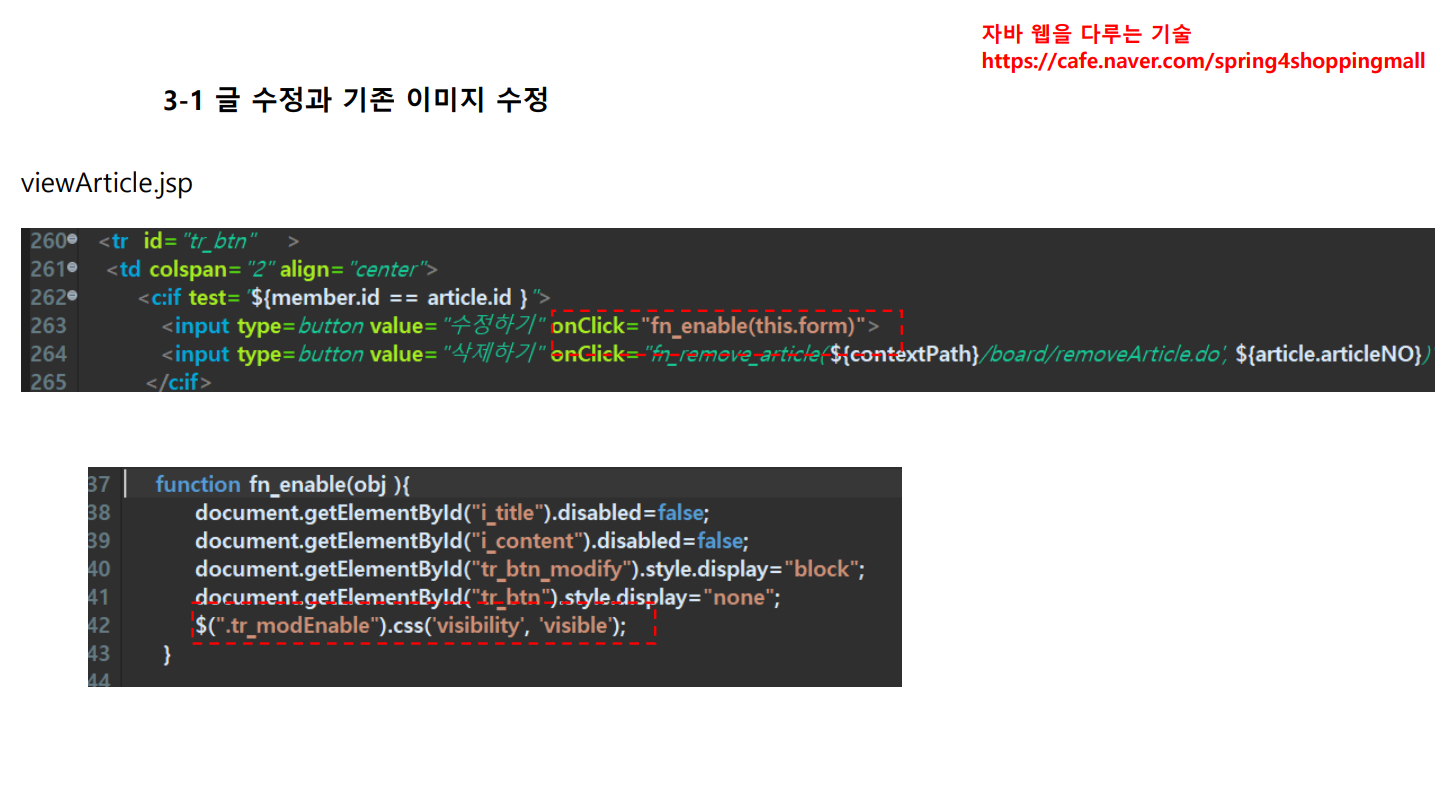 자바 웹을 다루는 기술
https://cafe.naver.com/spring4shoppingmall
3-1 글 수정과 기존 이미지 수정
viewArticle.jsp
260 <tr id="tr_btn" >
261 <td colspan="2" align="center">
262 <c:if test="${member.id == article.id }">
263 <input type=button value="수정하기" onClick="fn_enable(this.form)">
264 <input type=button value="삭제하기" onClick="fn_remove_article('${contextPath}/board/removeArticle.do', ${article.articleNO})"
265 </c:if>
37 function fn_enable(obj ){
38 document.getElementById("i_title").disabled=false;
39 document.getElementById("i_content").disabled=false;
40 document.getElementById("tr_btn_modify").style.display="block";
41 document.getElementById("tr_btn").style.display="none";
42 $(".tr_modEnable").css('visibility', 'visible');
43 }
44